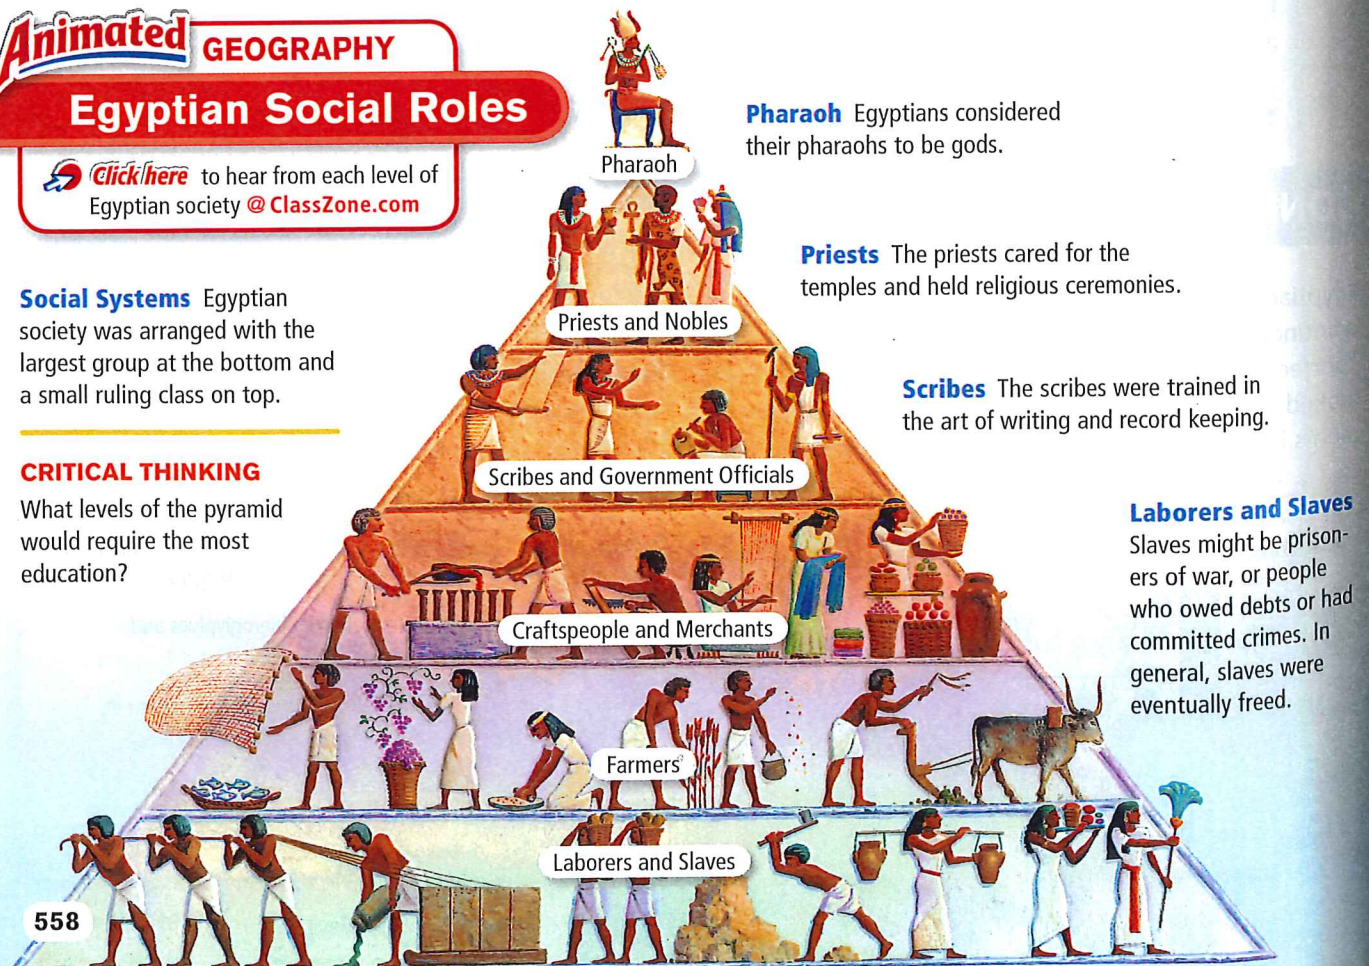 Animated GEOGRAPHY
Egyptian Social Roles
Click here to hear from each level of
Egyptian society @ ClassZone.com
Social Systems Egyptian
society was arranged with the
largest group at the bottom and
a small ruling class on top.
CRITICAL THINKING
What levels of the pyramid
would require the most
education?
Pharaoh
Pharaoh Egyptians considered
their pharaohs to be gods.
Priests and Nobles
Priests The priests cared for the
temples and held religious ceremonies.
Scribes and Government Officials
Scribes The scribes were trained in
the art of writing and record keeping.
Craftspeople and Merchants
Laborers and Slaves
Slaves might be prison-
ers of war, or people
who owed debts or had
committed crimes. In
general, slaves were
eventually freed.
Farmers
Laborers and Slaves
558